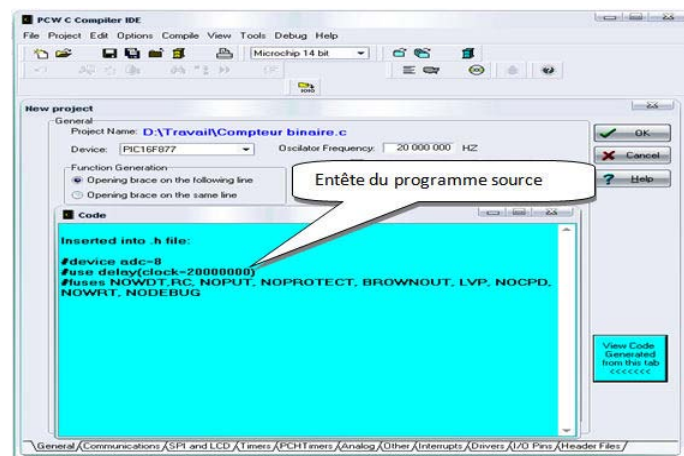 PCW C Compiler IDE
File Project Edit Options Compile View Tools Debug Help
Microchip 14 bit
New project
General
Project Name: D:\Travail\Compteur binaire.c
Device: PIC16F877 Oscilator Frequency: 20 000 000 HZ
Function Generation
Opening brace on the following line
Opening brace on the same line
OK
Cancel
Help
Entête du programme source
Code
Inserted into .h file:
#device adc=8
#use delay(clock=20000000)
#fuses NOWDT,RC, NOPUT, NOPROTECT, BROWNOUT, LVP, NOCPD,
NOWRT, NODEBUG
View Code
Generated
from this tab
<<<<<<<
General Communications SPI and LCD Timers PCHTimers Analog Other Interrupts Drivers I/O Pins Header Files